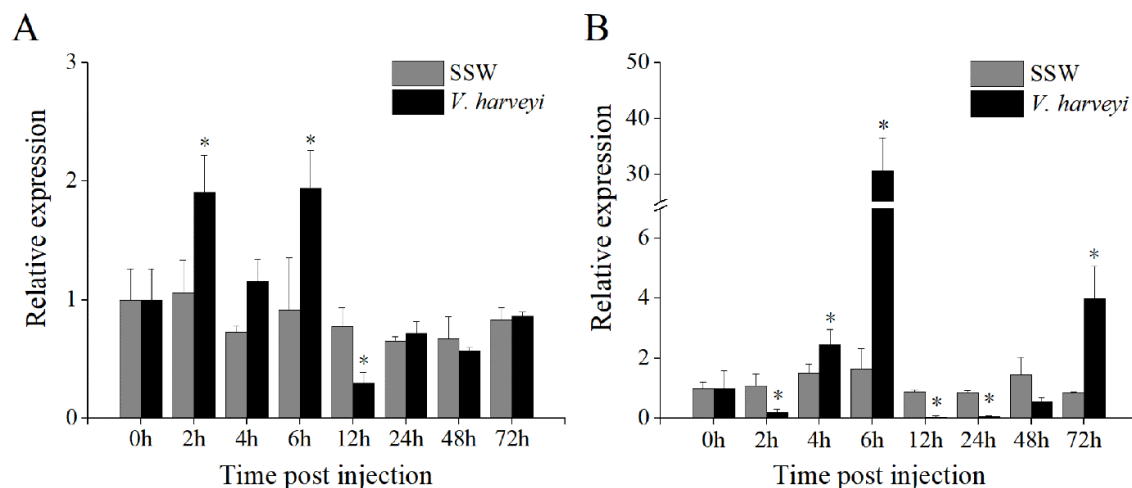 A
3
2
1
0
Relative expression
SSW
V. harveyi
*
*
*
0h 2h 4h 6h 12h 24h 48h 72h
Time post injection
B
50
40
30
6
4
2
0
Relative expression
SSW
V. harveyi
*
*
*
*
*
*
0h 2h 4h 6h 12h 24h 48h 72h
Time post injection